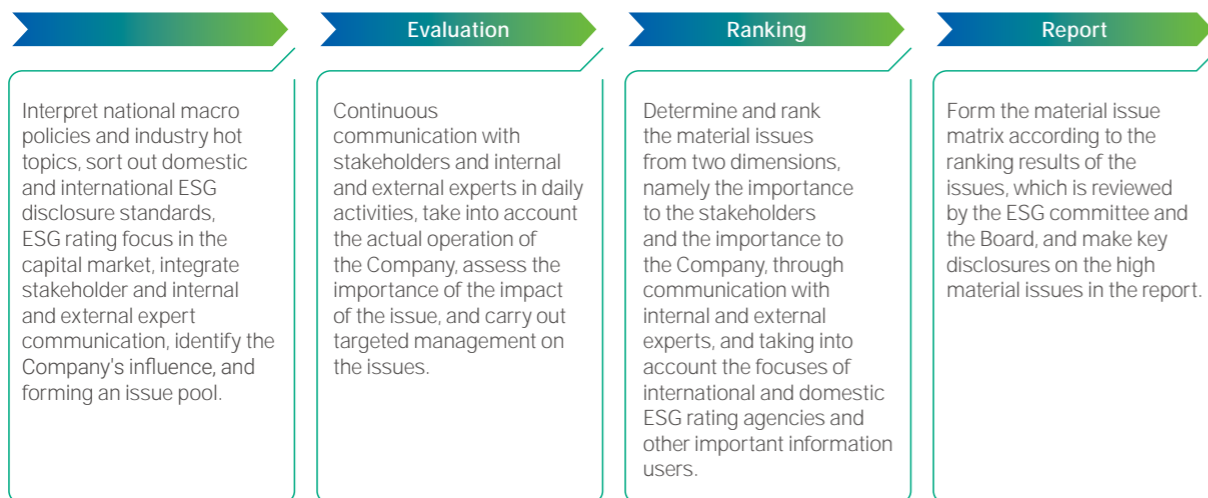 Evaluation
Ranking
Report
Interpret national macro
policies and industry hot
topics, sort out domestic
and international ESG
disclosure standards,
ESG rating focus in the
capital market, integrate
stakeholder and internal
and external expert
communication, identify the
Company's influence, and
forming an issue pool.
Continuous
communication with
stakeholders and internal
and external experts in daily
activities, take into account
the actual operation of
the Company, assess the
importance of the impact
of the issue, and carry out
targeted management on
the issues.
Determine and rank
the material issues
from two dimensions,
namely the importance
to the stakeholders
and the importance to
the Company, through
communication with
internal and external
experts, and taking into
account the focuses of
international and domestic
ESG rating agencies and
other important information
users.
Form the material issue
matrix according to the
ranking results of the
issues, which is reviewed
by the ESG committee and
the Board, and make key
disclosures on the high
material issues in the report.